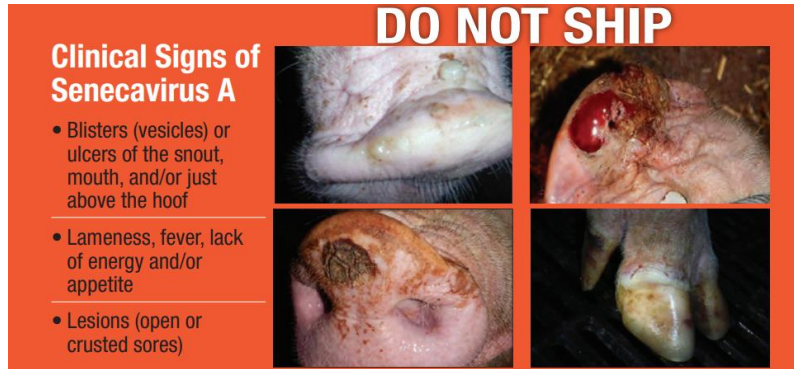 DO NOT SHIP
Clinical Signs of
Senecavirus A
• Blisters (vesicles) or
ulcers of the snout,
mouth, and/or just
above the hoof
• Lameness, fever, lack
of energy and/or
appetite
• Lesions (open or
crusted sores)